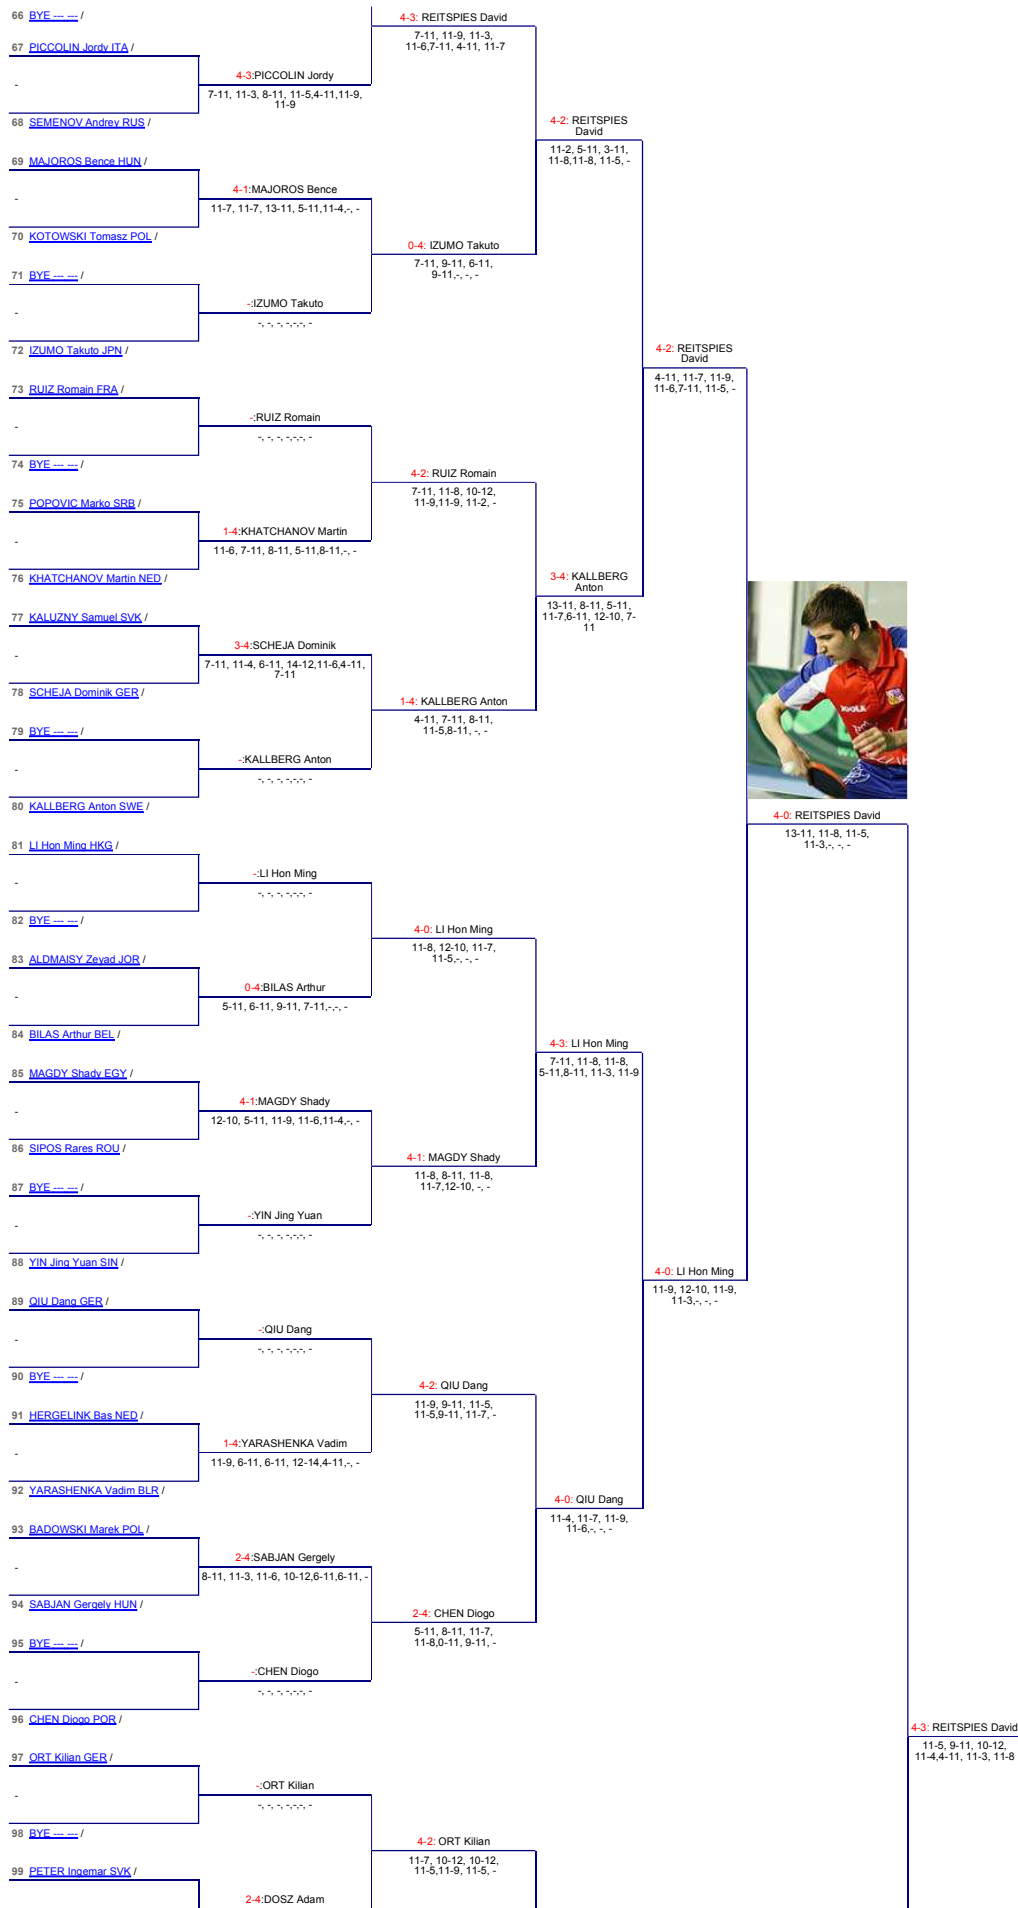 66 BYE --- --- /
4-3: REITSPIES David
7-11, 11-9, 11-3,
11-6,7-11, 4-11, 11-7
67 PICCOLIN Jordy ITA /
-
4-3:PICCOLIN Jordy
7-11, 11-3, 8-11, 11-5,4-11,11-9,
11-9
68 SEMENOV Andrey RUS /
4-2: REITSPIES
David
11-2, 5-11, 3-11,
11-8,11-8, 11-5, -
69 MAJOROS Bence HUN /
-
4-1:MAJOROS Bence
11-7, 11-7, 13-11, 5-11,11-4,-, -
70 KOTOWSKI Tomasz POL /
0-4: IZUMO Takuto
7-11, 9-11, 6-11,
9-11,-, -, -
71 BYE --- --- /
-
-:IZUMO Takuto
-, -, -, -,-,-, -
72 IZUMO Takuto JPN /
4-2: REITSPIES
David
4-11, 11-7, 11-9,
11-6,7-11, 11-5, -
73 RUIZ Romain FRA /
-
-:RUIZ Romain
-, -, -, -,-,-, -
74 BYE --- --- /
4-2: RUIZ Romain
7-11, 11-8, 10-12,
11-9,11-9, 11-2, -
75 POPOVIC Marko SRB /
-
1-4:KHATCHANOV Martin
11-6, 7-11, 8-11, 5-11,8-11,-, -
76 KHATCHANOV Martin NED /
3-4: KALLBERG
Anton
13-11, 8-11, 5-11,
11-7,6-11, 12-10, 7-
11
77 KALUZNY Samuel SVK /
-
3-4:SCHEJA Dominik
7-11, 11-4, 6-11, 14-12,11-6,4-11,
7-11
78 SCHEJA Dominik GER /
1-4: KALLBERG Anton
4-11, 7-11, 8-11,
11-5,8-11, -, -
79 BYE --- --- /
-
-:KALLBERG Anton
-, -, -, -,-,-, -
80 KALLBERG Anton SWE /
4-0: REITSPIES David
13-11, 11-8, 11-5,
11-3,-, -, -
81 LI Hon Ming HKG /
-
-:LI Hon Ming
-, -, -, -,-,-, -
82 BYE --- --- /
4-0: LI Hon Ming
11-8, 12-10, 11-7,
11-5,-, -, -
83 ALDMAISY Zeyad JOR /
-
0-4:BILAS Arthur
5-11, 6-11, 9-11, 7-11,-,-, -
84 BILAS Arthur BEL /
4-3: LI Hon Ming
7-11, 11-8, 11-8,
5-11,8-11, 11-3, 11-9
85 MAGDY Shady EGY /
-
4-1:MAGDY Shady
12-10, 5-11, 11-9, 11-6,11-4,-, -
86 SIPOS Rares ROU /
4-1: MAGDY Shady
11-8, 8-11, 11-8,
11-7,12-10, -, -
87 BYE --- --- /
-
-:YIN Jing Yuan
-, -, -, -,-,-, -
88 YIN Jing Yuan SIN /
4-0: LI Hon Ming
11-9, 12-10, 11-9,
11-3,-, -, -
89 QIU Dang GER /
-
-:QIU Dang
-, -, -, -,-,-, -
90 BYE --- --- /
4-2: QIU Dang
11-9, 9-11, 11-5,
11-5,9-11, 11-7, -
91 HERGELINK Bas NED /
-
1-4:YARASHENKA Vadim
11-9, 6-11, 6-11, 12-14,4-11,-, -
92 YARASHENKA Vadim BLR /
4-0: QIU Dang
11-4, 11-7, 11-9,
11-6,-, -, -
93 BADOWSKI Marek POL /
-
2-4:SABJAN Gergely
8-11, 11-3, 11-6, 10-12,6-11,6-11, -
94 SABJAN Gergely HUN /
2-4: CHEN Diogo
5-11, 8-11, 11-7,
11-8,0-11, 9-11, -
95 BYE --- --- /
-
-:CHEN Diogo
-, -, -, -,-,-, -
96 CHEN Diogo POR /
4-3: REITSPIES David
11-5, 9-11, 10-12,
11-4,4-11, 11-3, 11-8
97 ORT Kilian GER /
-
-:ORT Kilian
-, -, -, -,-,-, -
98 BYE --- --- /
4-2: ORT Kilian
11-7, 10-12, 10-12,
11-5,11-9, 11-5, -
99 PETER Ingemar SVK /
2-4:DOSZ Adam